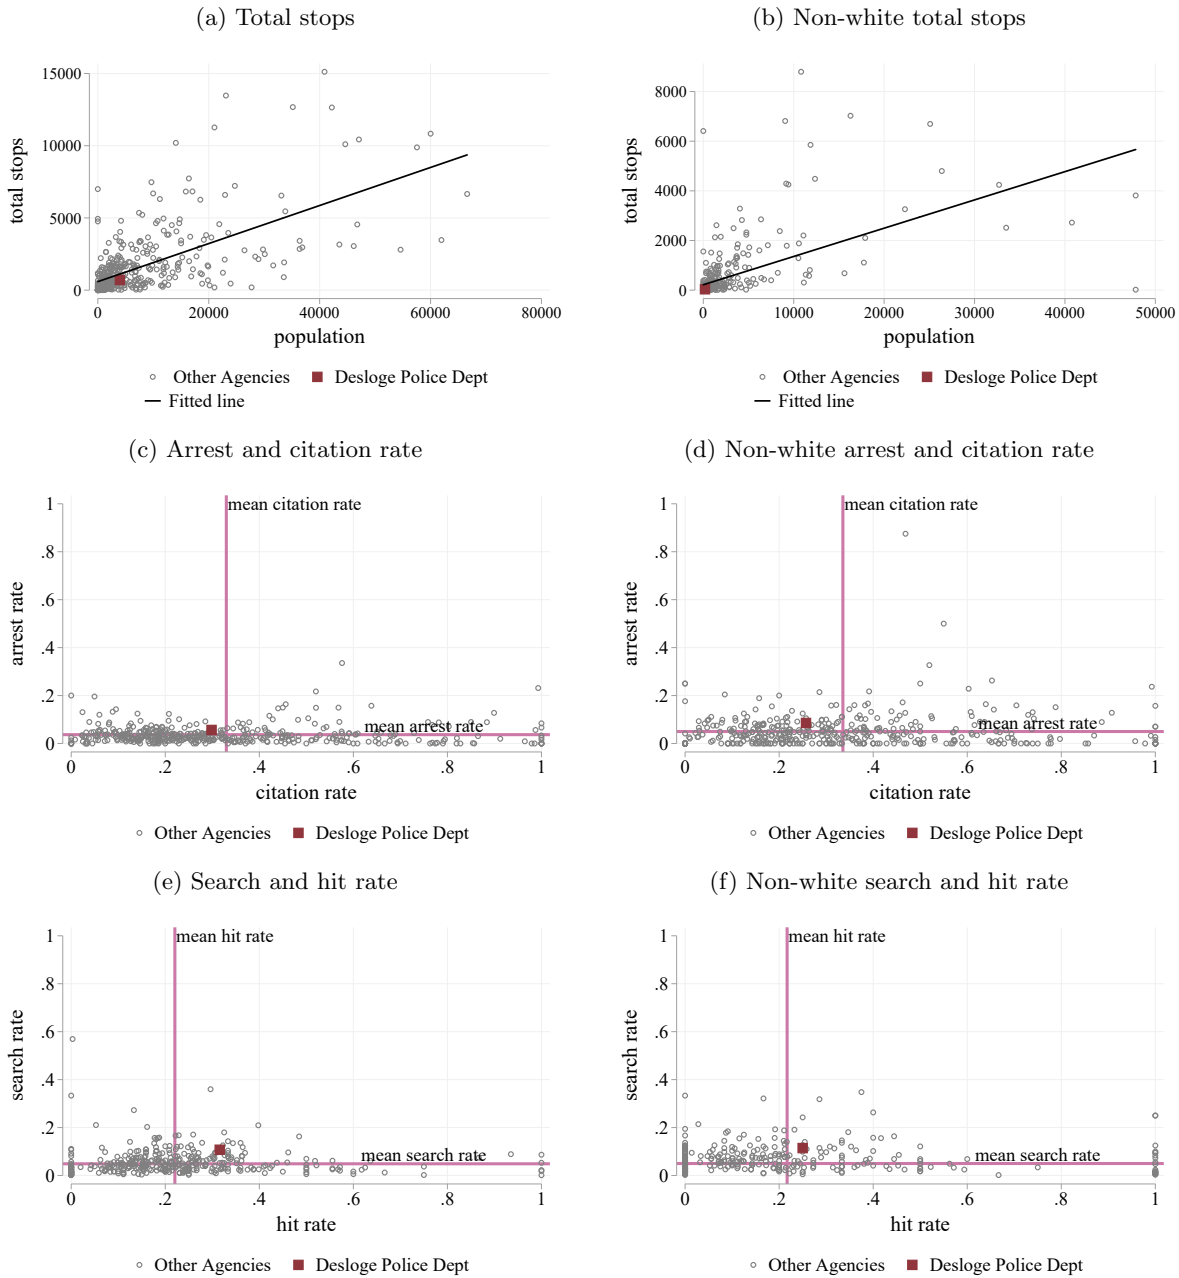 (a) Total stops
(b) Non-white total stops
total stops
15000
10000
5000
0
0 20000 40000 60000 80000
population
Other Agencies Desloge Police Dept
Fitted line
total stops
8000
6000
4000
2000
0
0 10000 20000 30000 40000 50000
population
Other Agencies Desloge Police Dept
Fitted line
(c) Arrest and citation rate
(d) Non-white arrest and citation rate
arrest rate
1
.8
.6
.4
.2
0
mean citation rate
mean arrest rate
0 .2 .4 .6 .8 1
citation rate
Other Agencies Desloge Police Dept
arrest rate
1
.8
.6
.4
.2
0
mean citation rate
mean arrest rate
0 .2 .4 .6 .8 1
citation rate
Other Agencies Desloge Police Dept
(e) Search and hit rate
(f) Non-white search and hit rate
search rate
1
.8
.6
.4
.2
0
mean hit rate
mean search rate
0 .2 .4 .6 .8 1
hit rate
Other Agencies Desloge Police Dept
search rate
1
.8
.6
.4
.2
0
mean hit rate
mean search rate
0 .2 .4 .6 .8 1
hit rate
Other Agencies Desloge Police Dept